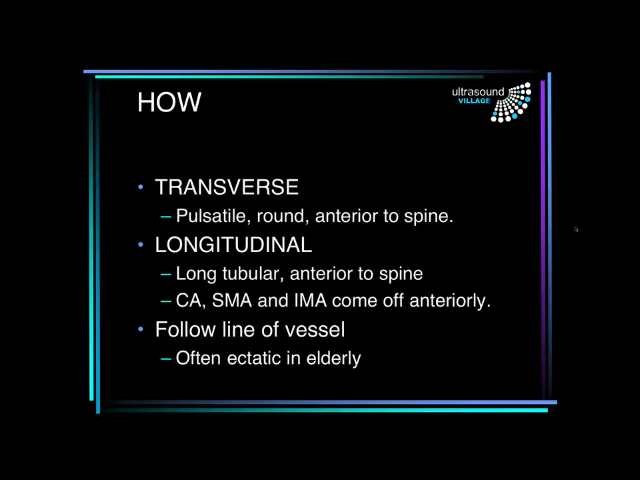 HOW
ultrasound
VILLAGE
• TRANSVERSE
– Pulsatile, round, anterior to spine.
• LONGITUDINAL
– Long tubular, anterior to spine
– CA, SMA and IMA come off anteriorly.
• Follow line of vessel
– Often ectatic in elderly